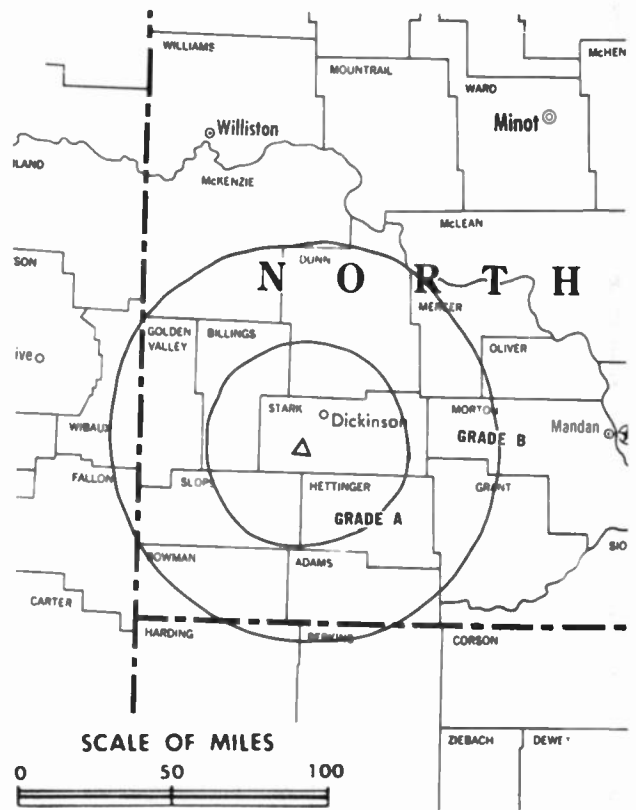 WILLIAMS
McHEN
MOUNTRAIL
WARD
Minot
Williston
ILAND
McKENZIE
McLEAN
DUNN
SON
N O R T H
MERCER
GOLDEN VALLEY
BILLINGS
OLIVER
ive
STARK
Dickinson
MORTON
Mandan
WIBAUX
GRADE B
FALLON
SLOPE
HETTINGER
GRANT
GRADE A
SIO
BOWMAN
ADAMS
CARTER
HARDING
PERKINS
CORSON
SCALE OF MILES
ZIEBACH
DEWEY
0 50 100